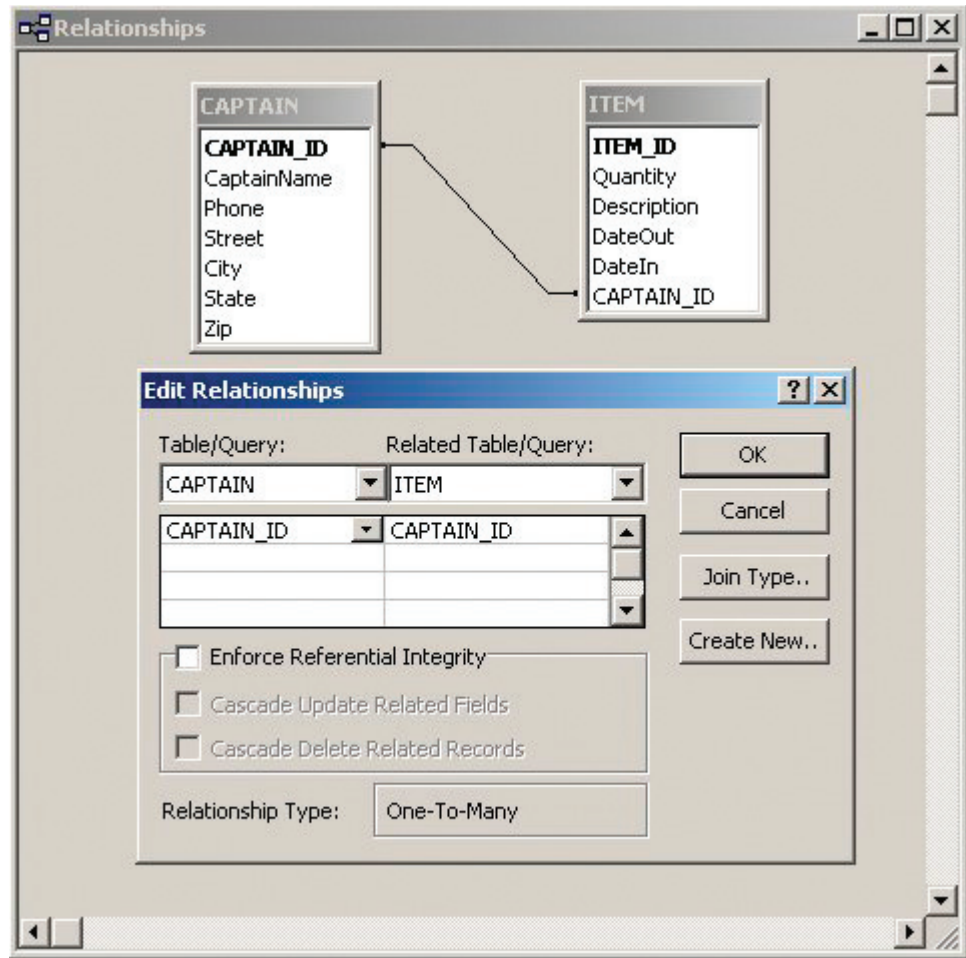 Relationships
CAPTAIN
CAPTAIN_ID
CaptainName
Phone
Street
City
State
Zip
ITEM
ITEM_ID
Quantity
Description
DateOut
DateIn
CAPTAIN_ID
Edit Relationships
Table/Query: Related Table/Query:
CAPTAIN ITEM
CAPTAIN_ID CAPTAIN_ID
Enforce Referential Integrity
Cascade Update Related Fields
Cascade Delete Related Records
Relationship Type: One-To-Many
OK
Cancel
Join Type..
Create New..